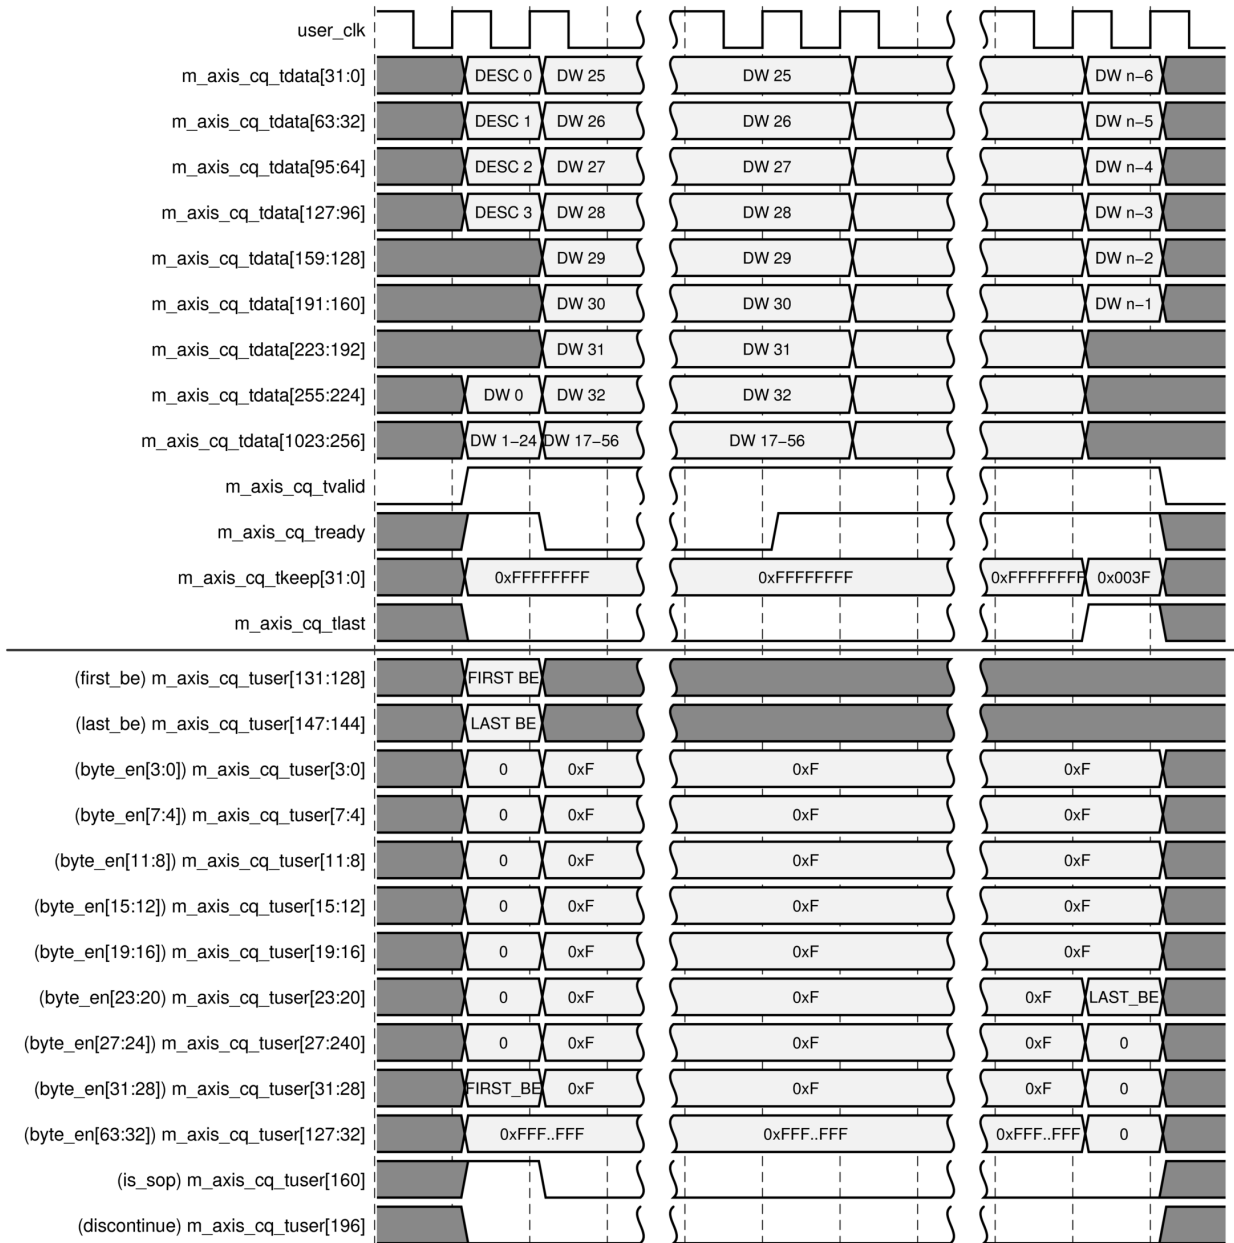 user_clk
m_axis_cq_tdata[31:0] DESC 0 DW 25 DW 25 DW n−6
m_axis_cq_tdata[63:32] DESC 1 DW 26 DW 26 DW n−5
m_axis_cq_tdata[95:64] DESC 2 DW 27 DW 27 DW n−4
m_axis_cq_tdata[127:96] DESC 3 DW 28 DW 28 DW n−3
m_axis_cq_tdata[159:128] DW 29 DW 29 DW n−2
m_axis_cq_tdata[191:160] DW 30 DW 30 DW n−1
m_axis_cq_tdata[223:192] DW 31 DW 31
m_axis_cq_tdata[255:224] DW 0 DW 32 DW 32
m_axis_cq_tdata[1023:256] DW 1−24 DW 17−56 DW 17−56
m_axis_cq_tvalid
m_axis_cq_tready
m_axis_cq_tkeep[31:0] 0xFFFFFFFF 0xFFFFFFFF 0xFFFFFFFF 0x003F
m_axis_cq_tlast
(first_be) m_axis_cq_tuser[131:128] FIRST BE
(last_be) m_axis_cq_tuser[147:144] LAST BE
(byte_en[3:0]) m_axis_cq_tuser[3:0] 0 0xF 0xF 0xF
(byte_en[7:4]) m_axis_cq_tuser[7:4] 0 0xF 0xF 0xF
(byte_en[11:8]) m_axis_cq_tuser[11:8] 0 0xF 0xF 0xF
(byte_en[15:12]) m_axis_cq_tuser[15:12] 0 0xF 0xF 0xF
(byte_en[19:16]) m_axis_cq_tuser[19:16] 0 0xF 0xF 0xF
(byte_en[23:20) m_axis_cq_tuser[23:20] 0 0xF 0xF 0xF LAST_BE
(byte_en[27:24]) m_axis_cq_tuser[27:240] 0 0xF 0xF 0xF 0
(byte_en[31:28]) m_axis_cq_tuser[31:28] FIRST_BE 0xF 0xF 0xF 0
(byte_en[63:32]) m_axis_cq_tuser[127:32] 0xFFF..FFF 0xFFF..FFF 0xFFF..FFF 0
(is_sop) m_axis_cq_tuser[160]
(discontinue) m_axis_cq_tuser[196]